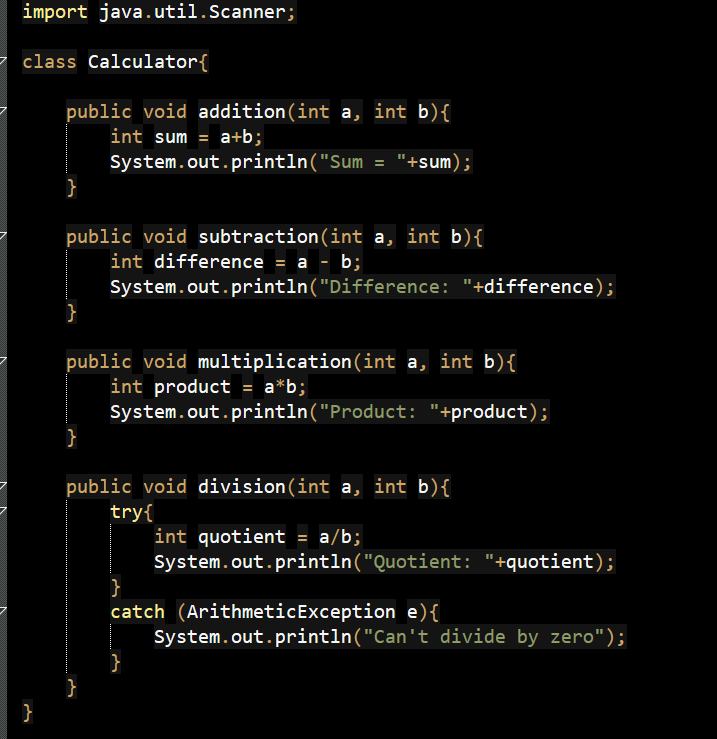 import java.util.Scanner;
class Calculator{
public void addition(int a, int b){
int sum = a+b;
System.out.println("Sum = "+sum);
}
public void subtraction(int a, int b){
int difference = a - b;
System.out.println("Difference: "+difference);
}
public void multiplication(int a, int b){
int product = a*b;
System.out.println("Product: "+product);
}
public void division(int a, int b){
try{
int quotient = a/b;
System.out.println("Quotient: "+quotient);
}
catch (ArithmeticException e){
System.out.println("Can't divide by zero");
}
}
}